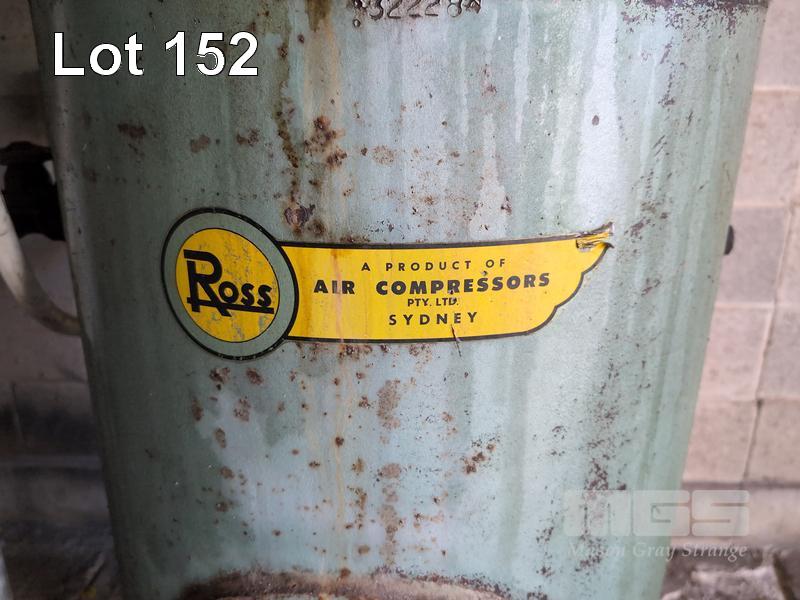 Lot 152
Ross
A PRODUCT OF
AIR COMPRESSORS
PTY. LTD.
SYDNEY
MGS
Mason Gray Strange